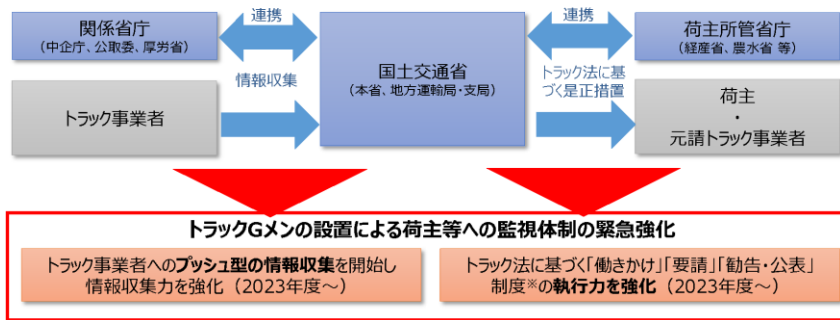 関係省庁
（中企庁、公取委、厚労省）
連携
国土交通省
（本省、地方運輸局・支局）
連携
荷主所管省庁
（経産省、農水省 等）
トラック事業者
情報収集
トラック法に基
づく是正措置
荷主
・
元請トラック事業者
トラックGメンの設置による荷主等への監視体制の緊急強化
トラック事業者へのプッシュ型の情報収集を開始し
情報収集力を強化（2023年度～）
トラック法に基づく「働きかけ」「要請」「勧告・公表」
制度※の執行力を強化（2023年度～）